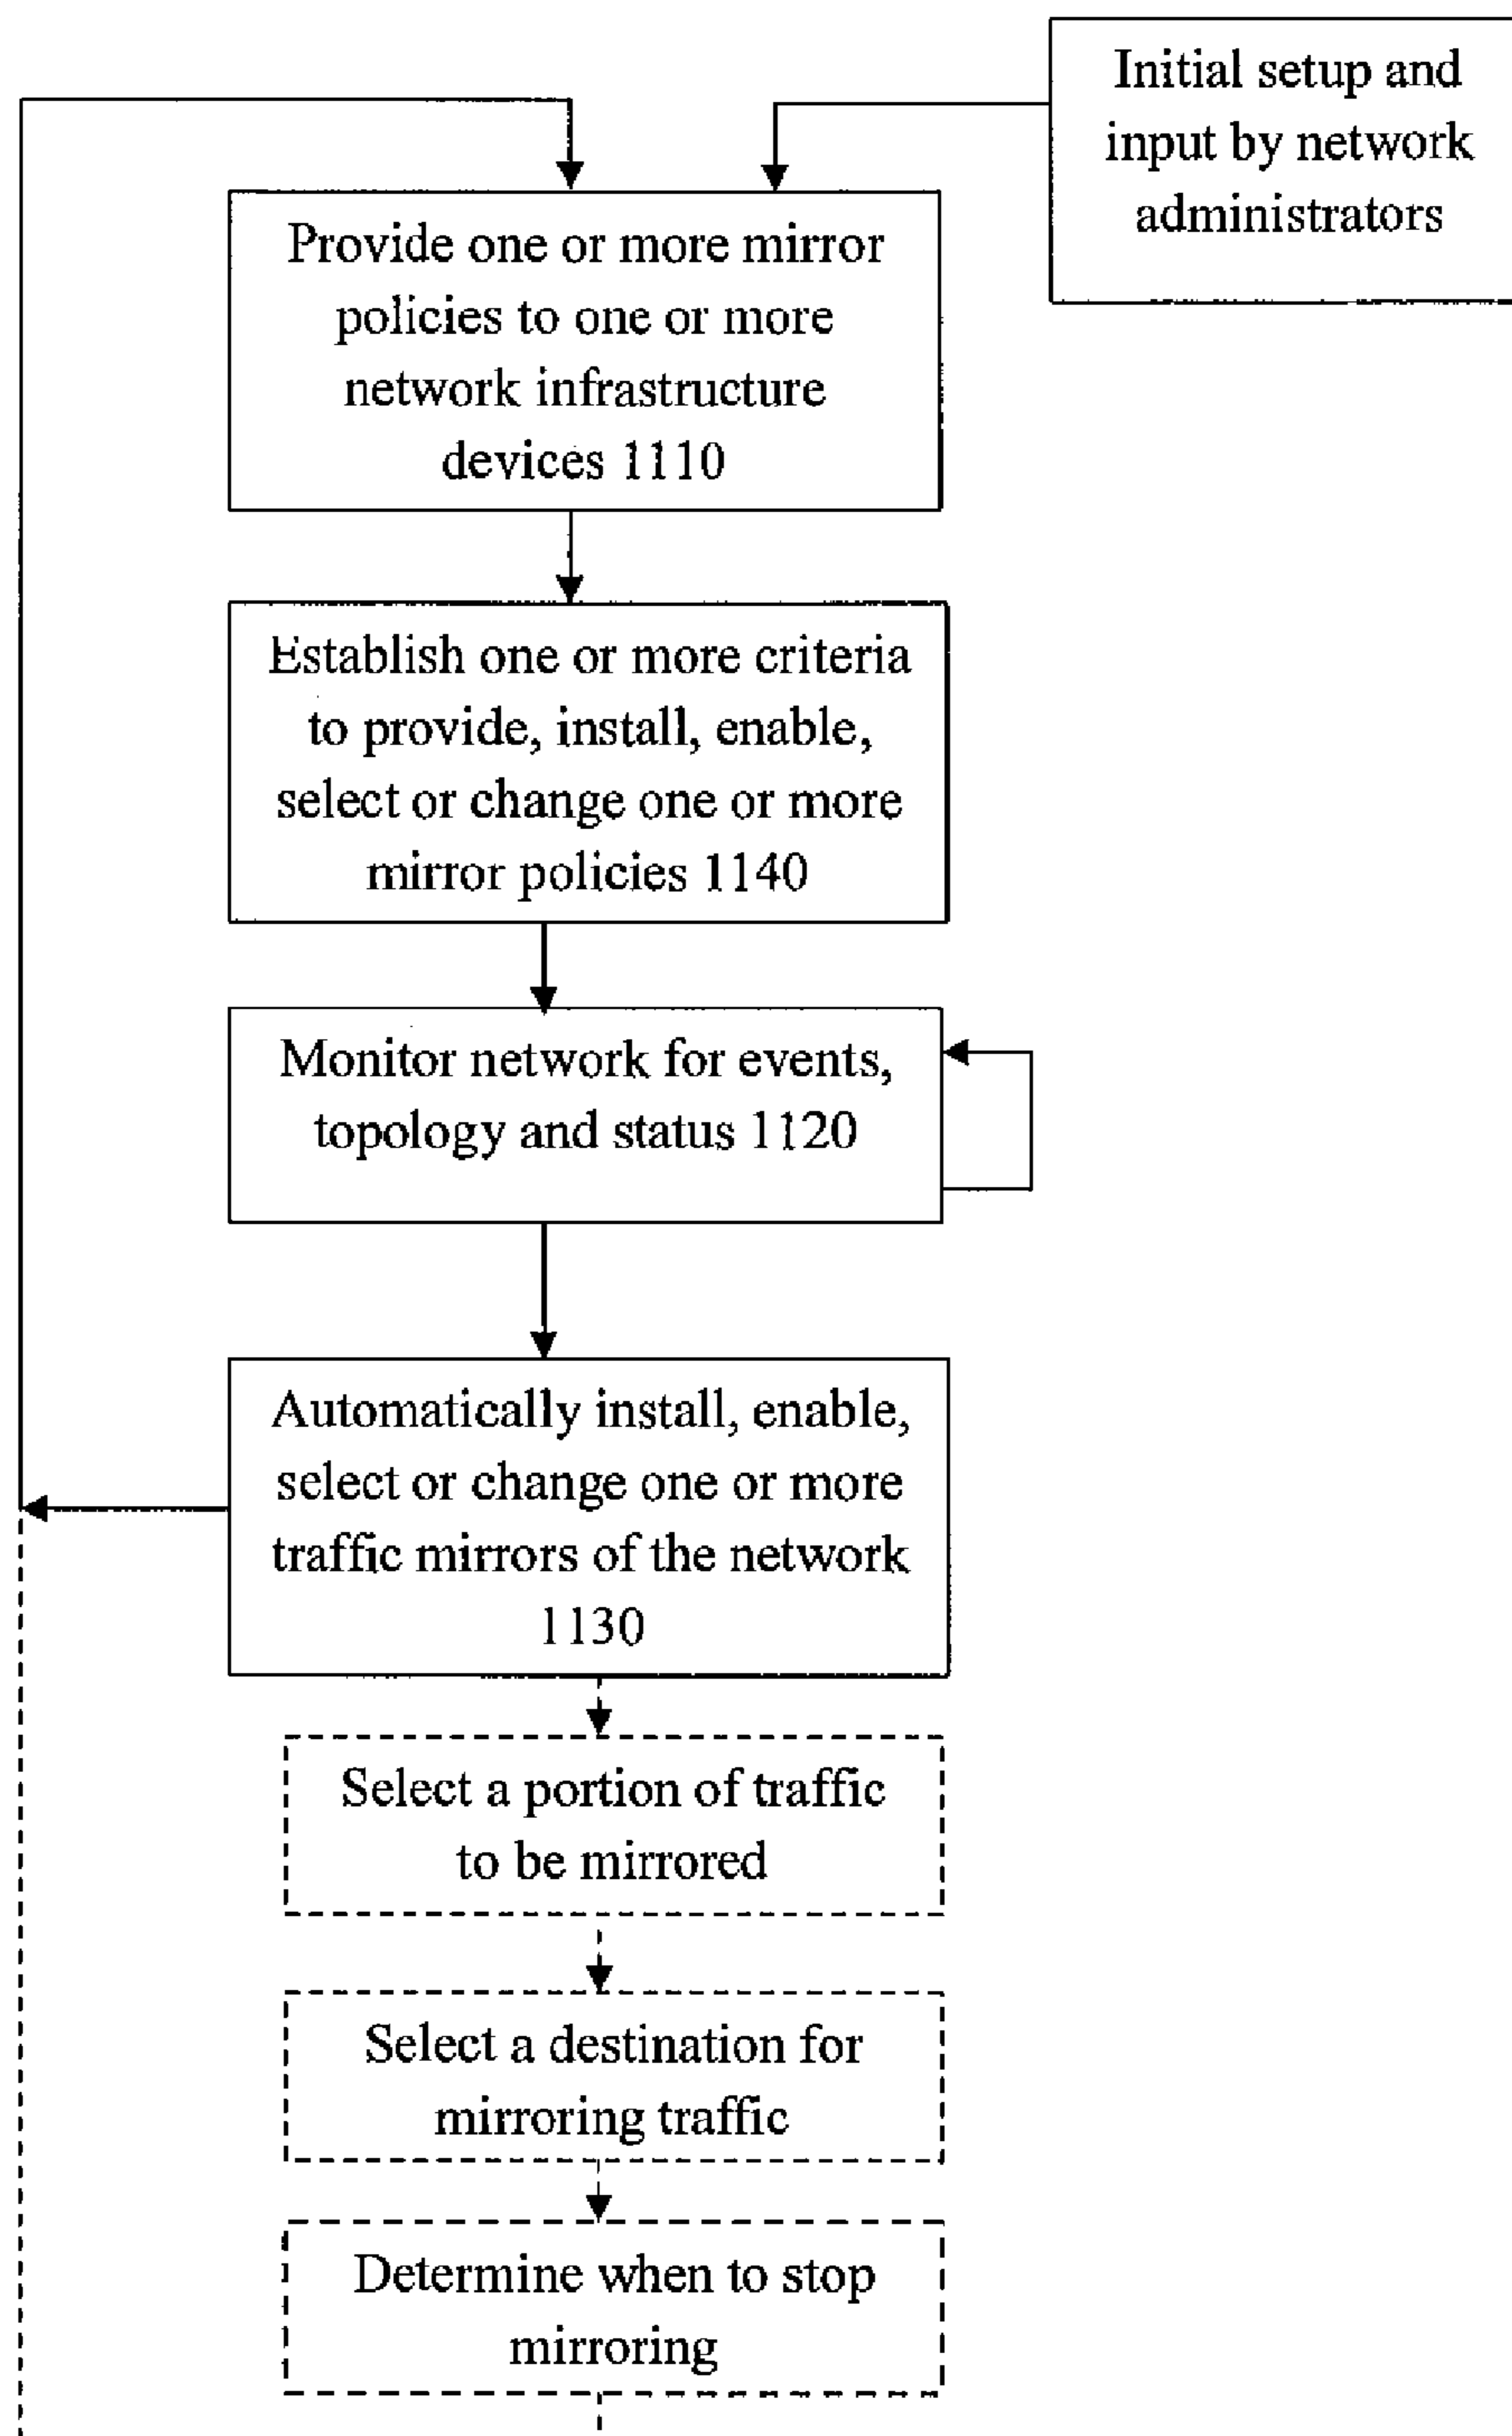 Initial setup and
input by network
administrators
Provide one or more mirror
policies to one or more
network infrastructure
devices 1110
Establish one or more criteria
to provide, install, enable,
select or change one or more
mirror policies 1140
Monitor network for events,
topology and status 1120
Automatically install, enable,
select or change one or more
traffic mirrors of the network
1130
Select a portion of traffic
to be mirrored
Select a destination for
mirroring traffic
Determine when to stop
mirroring